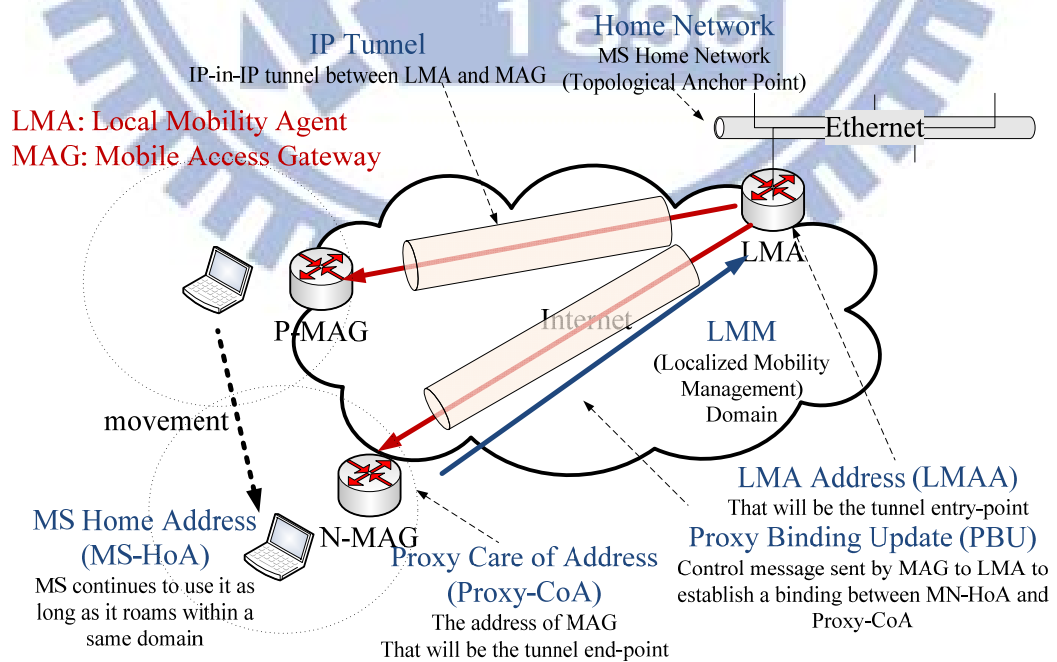 1896
IP Tunnel
IP-in-IP tunnel between LMA and MAG
Home Network
MS Home Network
(Topological Anchor Point)
LMA: Local Mobility Agent
MAG: Mobile Access Gateway
Ethernet
LMA
P-MAG
Internet
LMM
(Localized Mobility
Management)
Domain
movement
N-MAG
MS Home Address
(MS-HoA)
MS continues to use it as
long as it roams within a
same domain
Proxy Care of Address
(Proxy-CoA)
The address of MAG
That will be the tunnel end-point
LMA Address (LMAA)
That will be the tunnel entry-point
Proxy Binding Update (PBU)
Control message sent by MAG to LMA to
establish a binding between MN-HoA and
Proxy-CoA